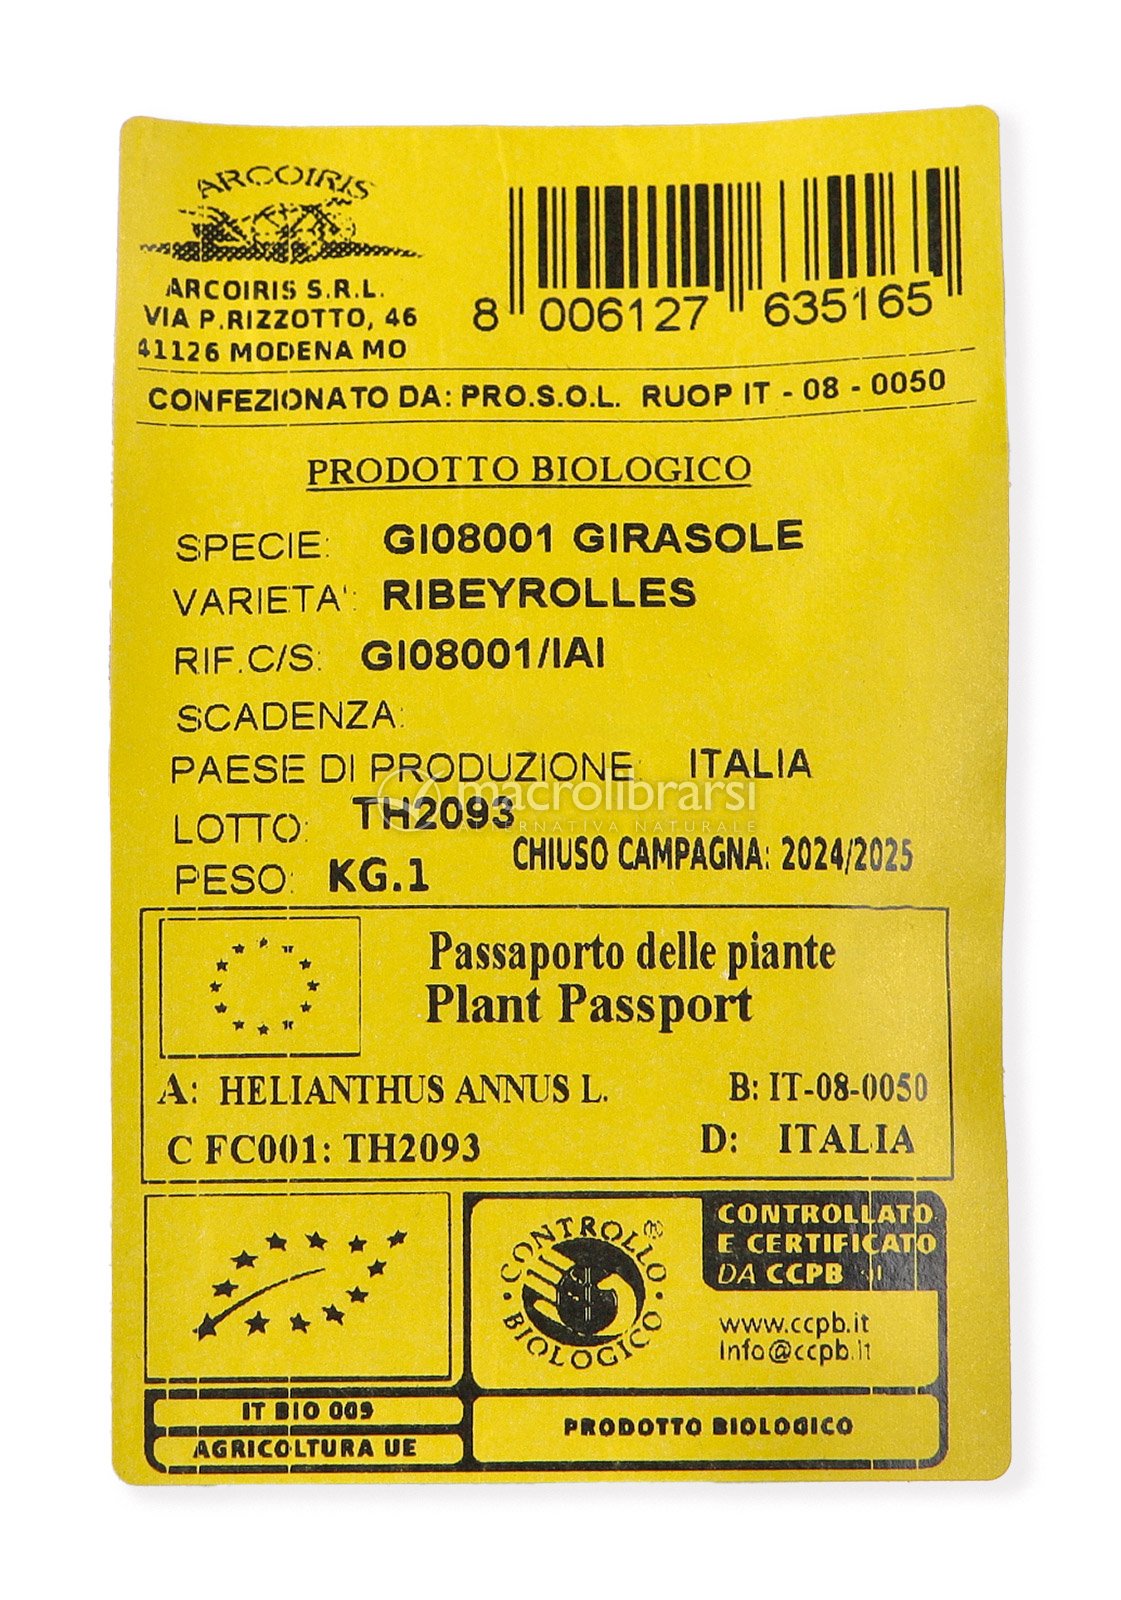 ARCOIRIS
ARCOIRIS S.R.L.
VIA P.RIZZOTTO, 46
41126 MODENA MO
8 006127 635165
CONFEZIONATO DA: PRO.S.O.L. RUOP IT - 08 - 0050
PRODOTTO BIOLOGICO
SPECIE: GI08001 GIRASOLE
VARIETA': RIBEYROLLES
RIF.C/S: GI08001/IAI
SCADENZA:
PAESE DI PRODUZIONE: ITALIA
macrolibrarsi
ALTERNATIVA NATURALE
LOTTO: TH2093
CHIUSO CAMPAGNA: 2024/2025
PESO: KG.1
Passaporto delle piante
Plant Passport
A: HELIANTHUS ANNUS L. B: IT-08-0050
C FC001: TH2093 D: ITALIA
CONTROLLO BIOLOGICO ®
CONTROLLATO
E CERTIFICATO
DA CCPB
www.ccpb.it
info@ccpb.it
IT BIO 009
AGRICOLTURA UE
PRODOTTO BIOLOGICO